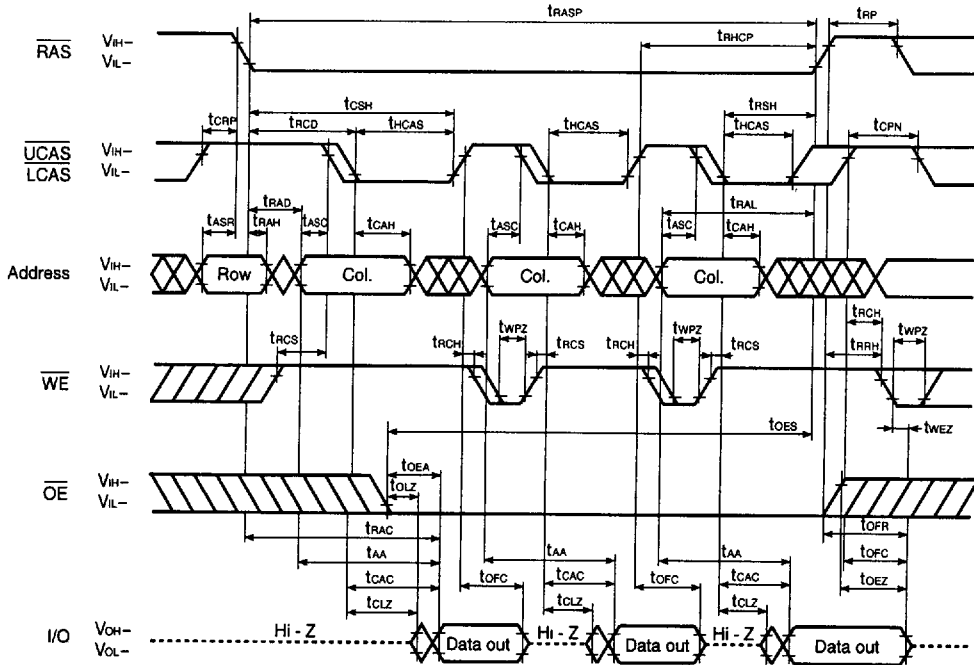 tRASP tRP
tRHCP
RAS VIH–
VIL–
tCSH tRSH
tCRP tRCD tHCAS tHCAS tHCAS tCPN
UCAS VIH–
LCAS VIL–
tRAD tRAL
tASR tRAH tASC tCAH tASC tCAH tASC tCAH
Address VIH–
VIL–
Row Col. Col. Col.
tRCS tRCH tWPZ tRCS tRCH tWPZ tRCS tRCH tWPZ
tRRH
WE VIH–
VIL–
tWEZ
tOES
tOEA
tOLZ
OE VIH–
VIL–
tRAC tOFR
tAA tAA tAA tOFC
tCAC tOFC tCAC tOFC tCAC tOEZ
tCLZ tCLZ tCLZ
I/O VOH–
VOL–
Hi - Z Data out Hi - Z Data out Hi - Z Data out